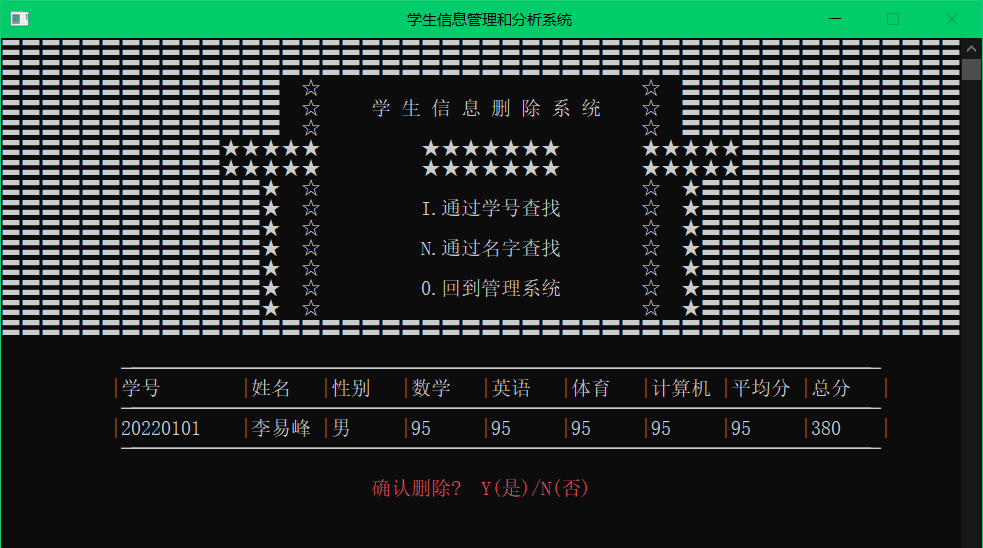 学生信息管理和分析系统
学 生 信 息 删 除 系 统
I.通过学号查找
N.通过名字查找
0.回到管理系统
|学号 |姓名 |性别 |数学 |英语 |体育 |计算机 |平均分 |总分 |
|20220101 |李易峰 |男 |95 |95 |95 |95 |95 |380 |
确认删除? Y(是)/N(否)